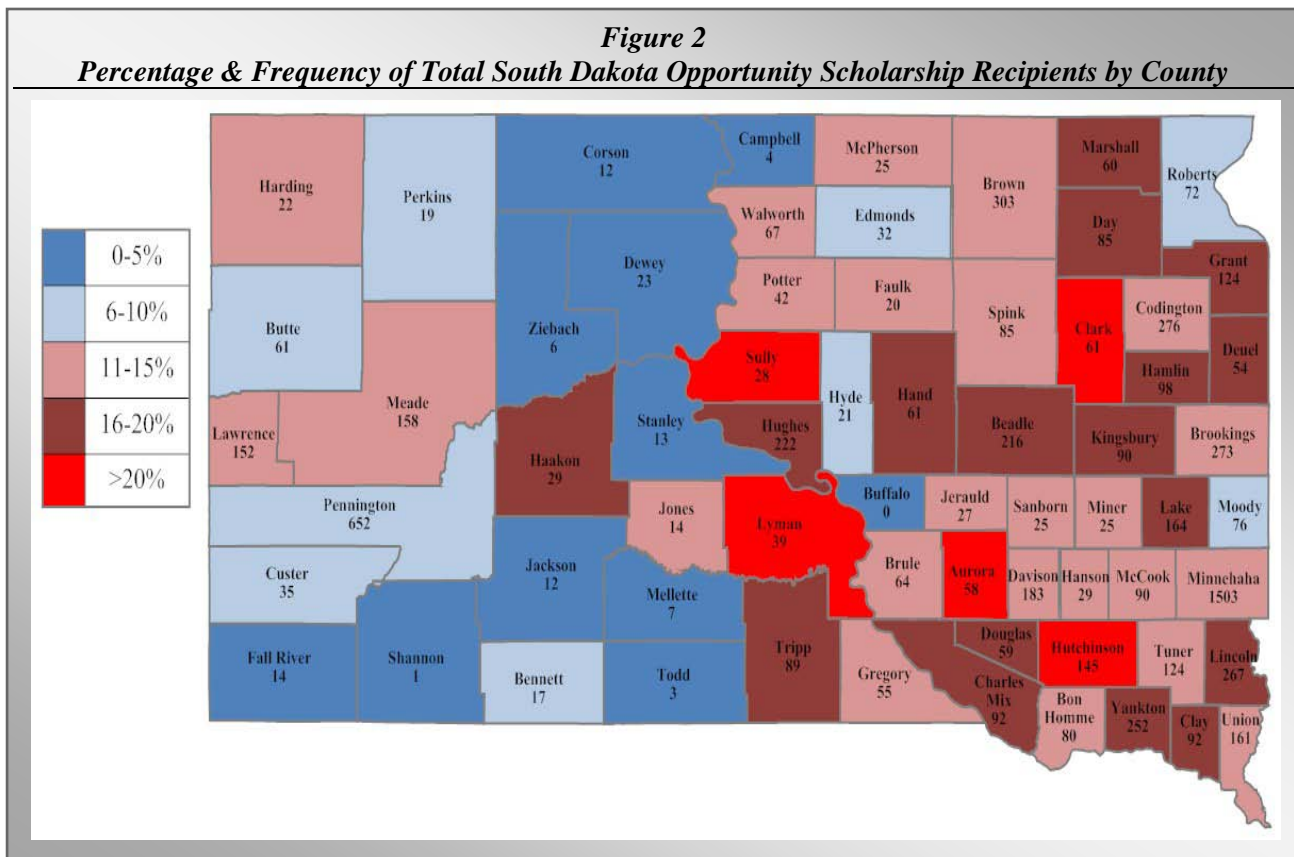 Figure 2
Percentage & Frequency of Total South Dakota Opportunity Scholarship Recipients by County
0-5%
6-10%
11-15%
16-20%
>20%
Harding
22
Perkins
19
Corson
12
Campbell
4
McPherson
25
Brown
303
Marshall
60
Roberts
72
Walworth
67
Edmonds
32
Day
85
Grant
124
Butte
61
Ziebach
6
Dewey
23
Potter
42
Faulk
20
Spink
85
Clark
61
Codington
276
Hamlin
98
Deuel
54
Lawrence
152
Meade
158
Haakon
29
Stanley
13
Sully
28
Hughes
222
Hyde
21
Hand
61
Beadle
216
Kingsbury
90
Brookings
273
Pennington
652
Jones
14
Lyman
39
Buffalo
0
Jerauld
27
Sanborn
25
Miner
25
Lake
164
Moody
76
Custer
35
Jackson
12
Mellette
7
Brule
64
Aurora
58
Davison
183
Hanson
29
McCook
90
Minnehaha
1503
Fall River
14
Shannon
1
Bennett
17
Todd
3
Tripp
89
Gregory
55
Charles
Mix
92
Douglas
59
Hutchinson
145
Tuner
124
Lincoln
267
Bon
Homme
80
Yankton
252
Clay
92
Union
161